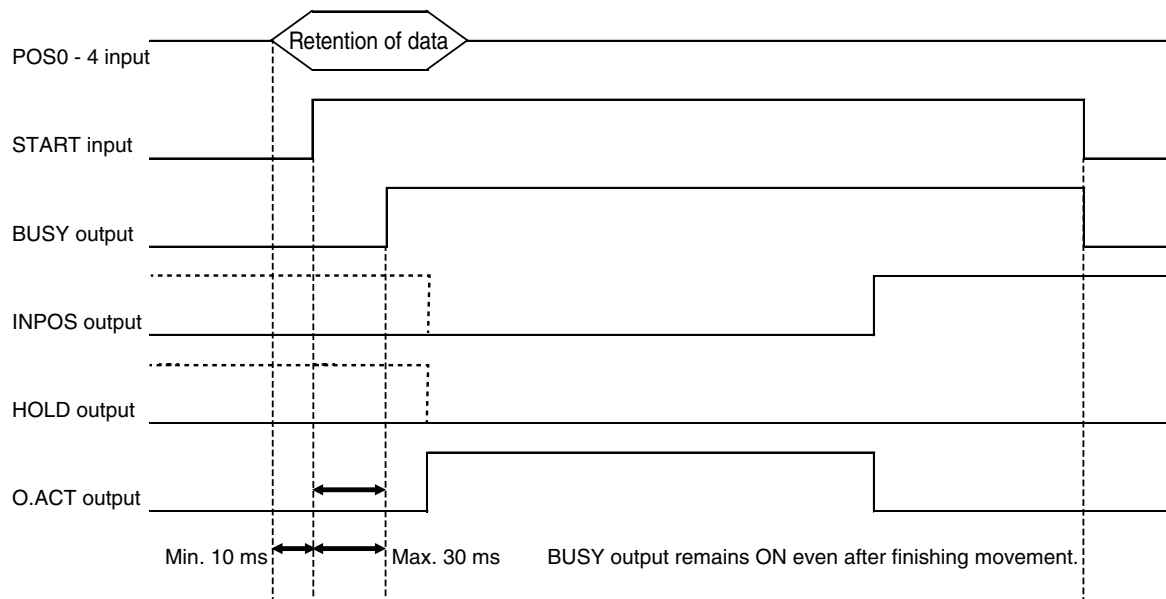 Retention of data
POS0 - 4 input
START input
BUSY output
INPOS output
HOLD output
O.ACT output
Min. 10 ms
Max. 30 ms
BUSY output remains ON even after finishing movement.